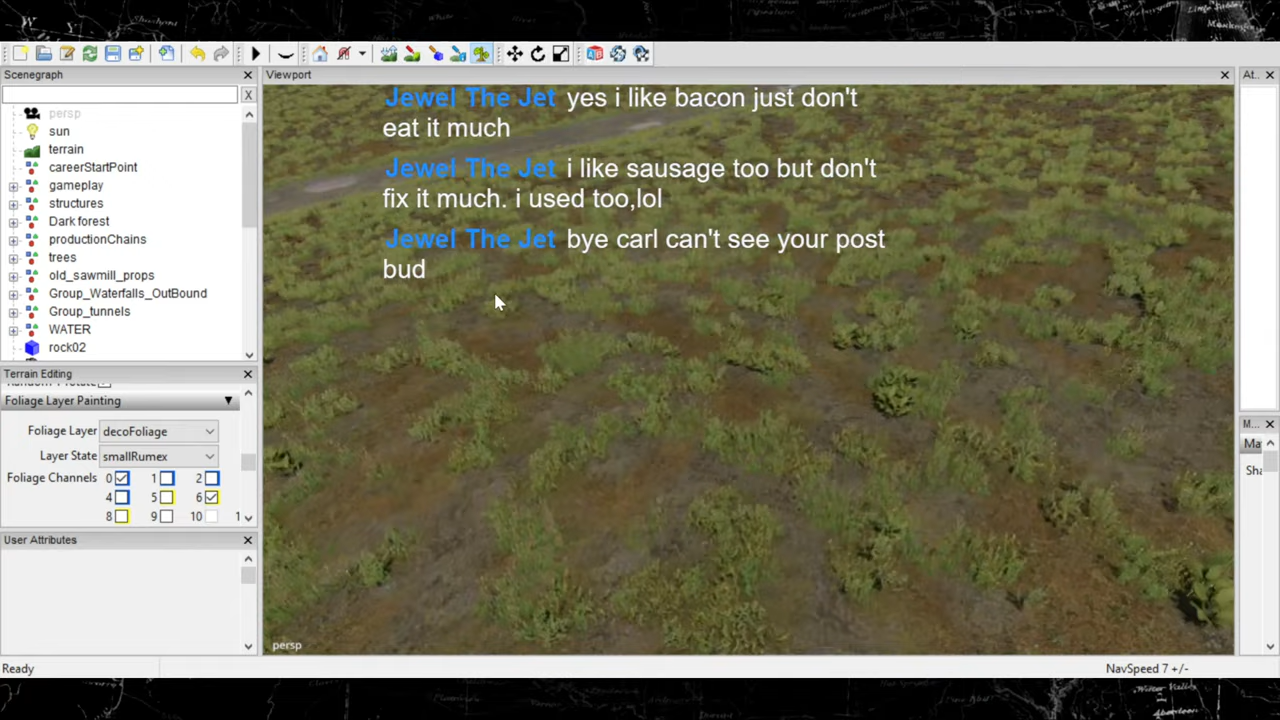 Scenegraph
Viewport
At..
X
persp
sun
terrain
careerStartPoint
gameplay
structures
Dark forest
productionChains
trees
old_sawmill_props
Group_Waterfalls_OutBound
Group_tunnels
WATER
rock02
Jewel The Jet yes i like bacon just don't
eat it much
Jewel The Jet i like sausage too but don't
fix it much. i used too,lol
Jewel The Jet bye carl can't see your post
bud
Terrain Editing
Foliage Layer Painting
Foliage Layer decoFoliage
Layer State smallRumex
Foliage Channels 0 1 2
4 5 6
8 9 10 1
User Attributes
M...
Ma
Sha
persp
Ready
NavSpeed 7 +/-